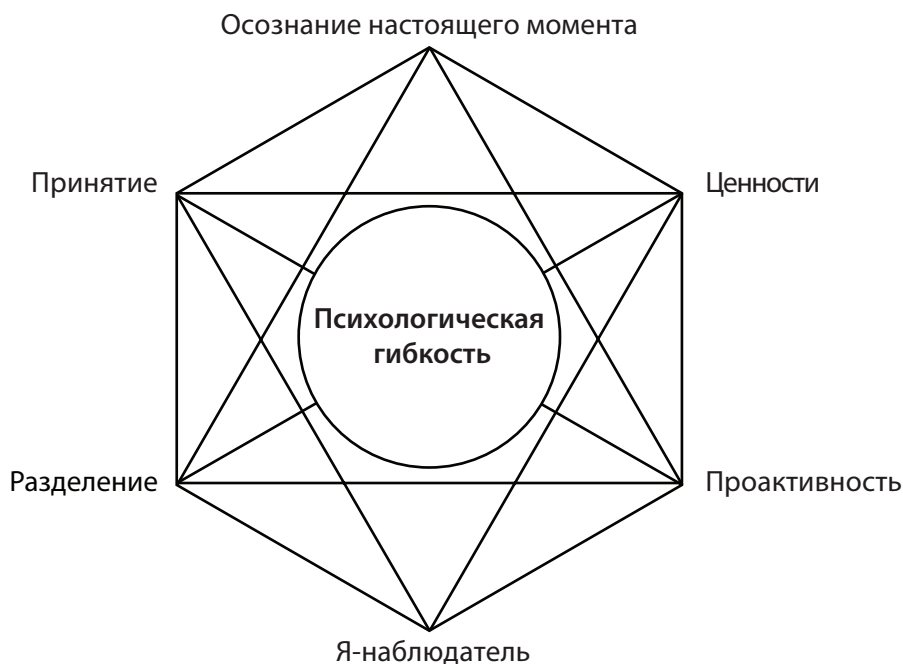 Осознание настоящего момента
Принятие
Ценности
Психологическая
гибкость
Разделение
Проактивность
Я-наблюдатель